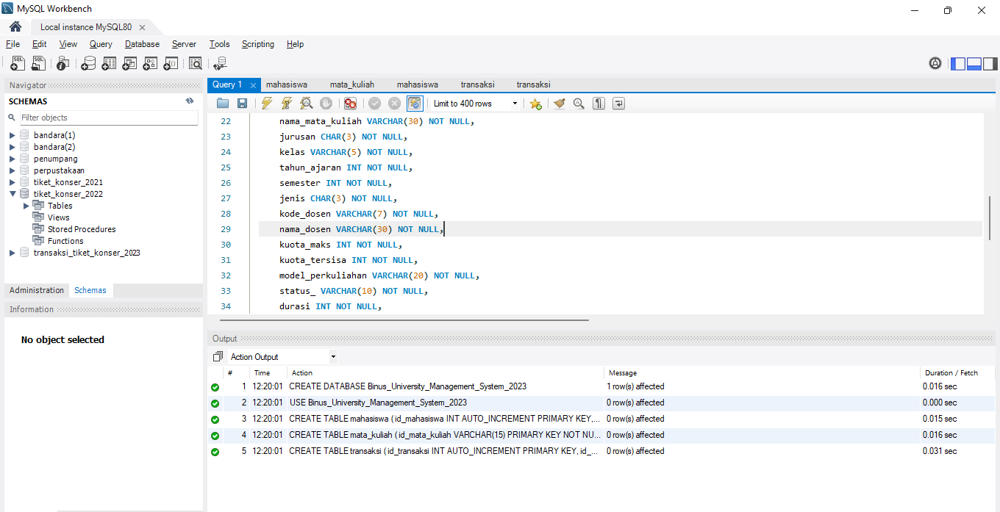 MySQL Workbench
Local instance MySQL80
File Edit View Query Database Server Tools Scripting Help
Navigator
SCHEMAS
Filter objects
bandara(1)
bandara(2)
penumpang
perpustakaan
tiket_konser_2021
tiket_konser_2022
Tables
Views
Stored Procedures
Functions
transaksi_tiket_konser_2023
Administration Schemas
Information
No object selected
Query 1 mahasiswa mata_kuliah mahasiswa transaksi transaksi
Limit to 400 rows
22 nama_mata_kuliah VARCHAR(30) NOT NULL,
23 jurusan CHAR(3) NOT NULL,
24 kelas VARCHAR(5) NOT NULL,
25 tahun_ajaran INT NOT NULL,
26 semester INT NOT NULL,
27 jenis CHAR(3) NOT NULL,
28 kode_dosen VARCHAR(7) NOT NULL,
29 nama_dosen VARCHAR(30) NOT NULL,
30 kuota_maks INT NOT NULL,
31 kuota_tersisa INT NOT NULL,
32 model_perkuliahan VARCHAR(20) NOT NULL,
33 status_ VARCHAR(10) NOT NULL,
34 durasi INT NOT NULL,
Output
Action Output
# Time Action Message Duration / Fetch
1 12:20:01 CREATE DATABASE Binus_University_Management_System_2023 1 row(s) affected 0.016 sec
2 12:20:01 USE Binus_University_Management_System_2023 0 row(s) affected 0.000 sec
3 12:20:01 CREATE TABLE mahasiswa ( id_mahasiswa INT AUTO_INCREMENT PRIMARY KEY,... 0 row(s) affected 0.015 sec
4 12:20:01 CREATE TABLE mata_kuliah ( id_mata_kuliah VARCHAR(15) PRIMARY KEY NOT NU... 0 row(s) affected 0.016 sec
5 12:20:01 CREATE TABLE transaksi ( id_transaksi INT AUTO_INCREMENT PRIMARY KEY, id_... 0 row(s) affected 0.031 sec